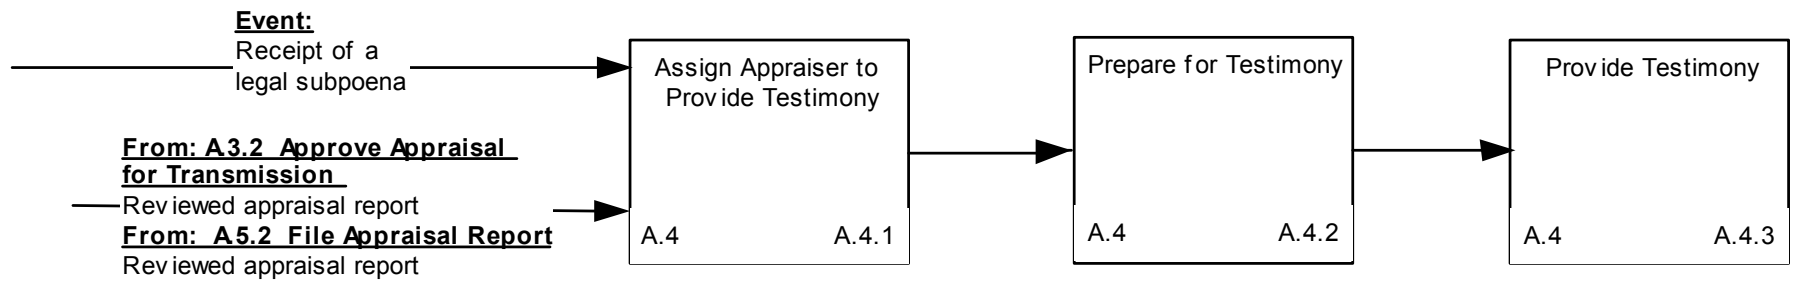 Event:
Receipt of a
legal subpoena
From: A.3.2 Approve Appraisal
for Transmission
Reviewed appraisal report
From: A.5.2 File Appraisal Report
Reviewed appraisal report
Assign Appraiser to
Provide Testimony
A.4 A.4.1
Prepare for Testimony
A.4 A.4.2
Provide Testimony
A.4 A.4.3